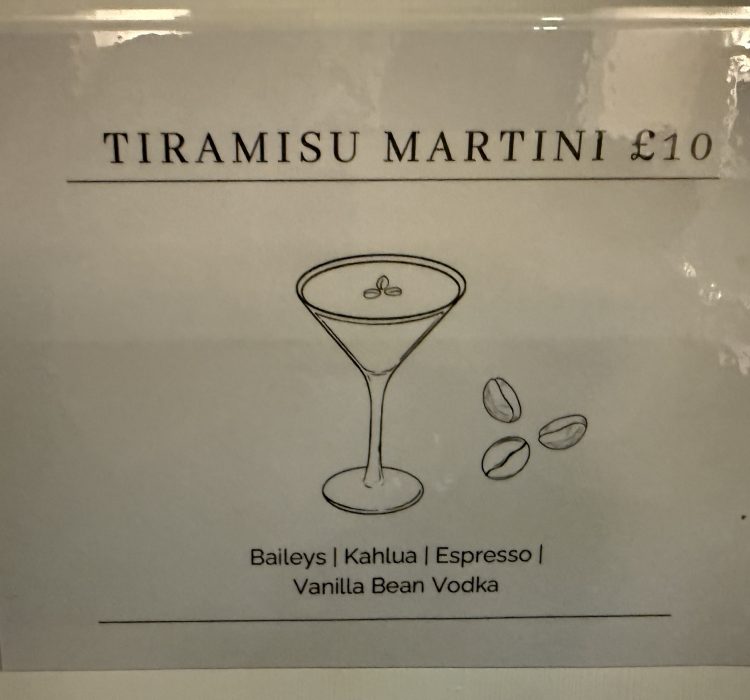 TIRAMISU MARTINI £10
Baileys | Kahlua | Espresso |
Vanilla Bean Vodka